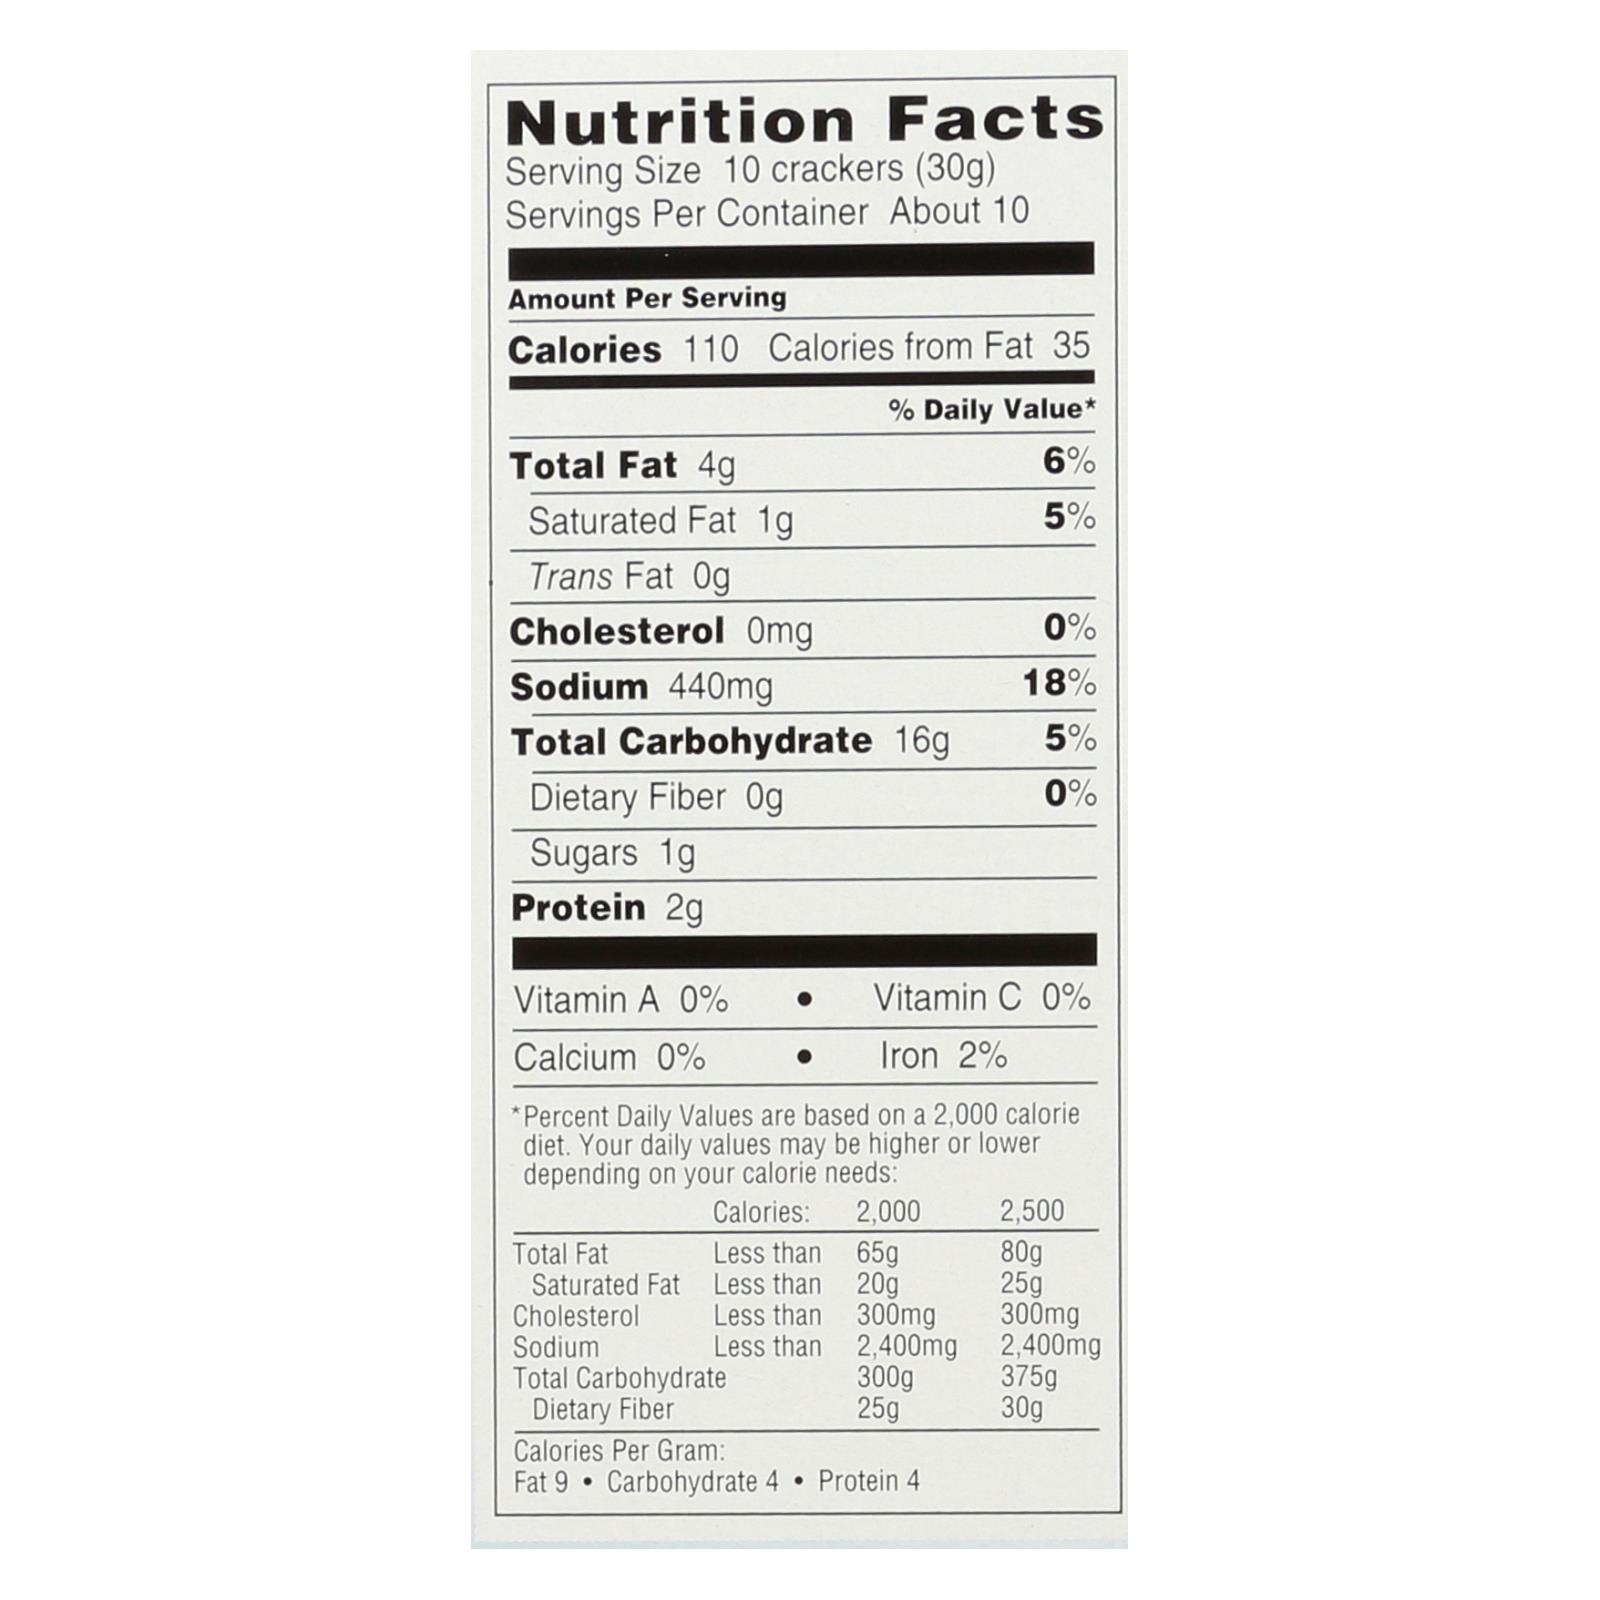 Nutrition Facts
Serving Size 10 crackers (30g)
Servings Per Container About 10
Amount Per Serving
Calories 110 Calories from Fat 35
% Daily Value*
Total Fat 4g 6%
Saturated Fat 1g 5%
Trans Fat 0g
Cholesterol 0mg 0%
Sodium 440mg 18%
Total Carbohydrate 16g 5%
Dietary Fiber 0g 0%
Sugars 1g
Protein 2g
Vitamin A 0% • Vitamin C 0%
Calcium 0% • Iron 2%
*Percent Daily Values are based on a 2,000 calorie
diet. Your daily values may be higher or lower
depending on your calorie needs:
Calories: 2,000 2,500
Total Fat Less than 65g 80g
Saturated Fat Less than 20g 25g
Cholesterol Less than 300mg 300mg
Sodium Less than 2,400mg 2,400mg
Total Carbohydrate 300g 375g
Dietary Fiber 25g 30g
Calories Per Gram:
Fat 9 • Carbohydrate 4 • Protein 4